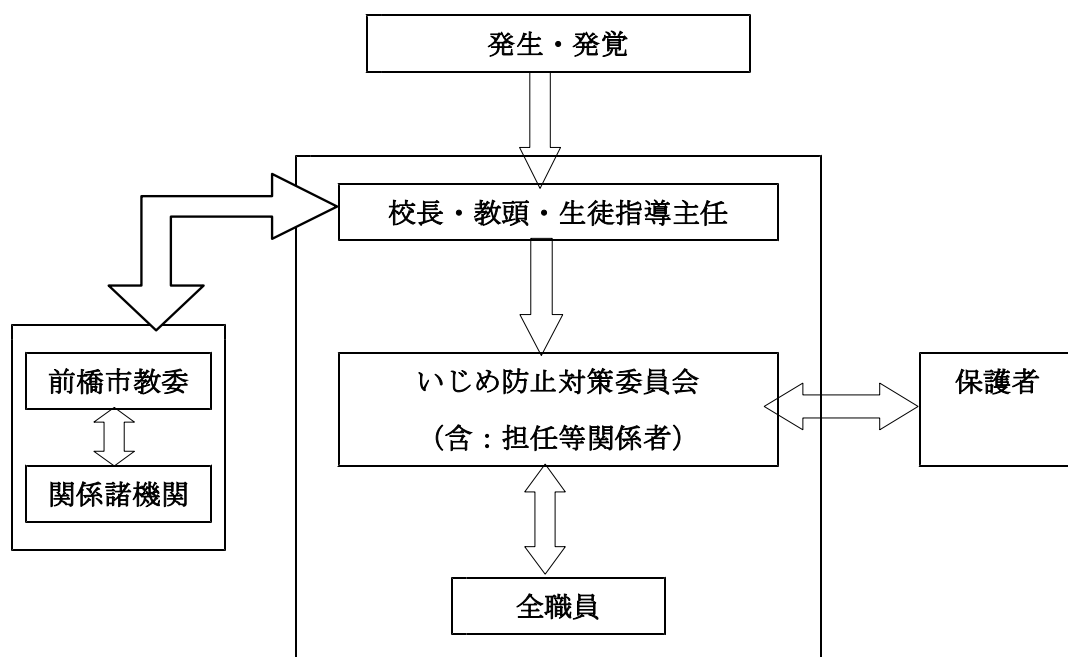 発生・発覚
校長・教頭・生徒指導主任
前橋市教委
関係諸機関
いじめ防止対策委員会
（含：担任等関係者）
保護者
全職員